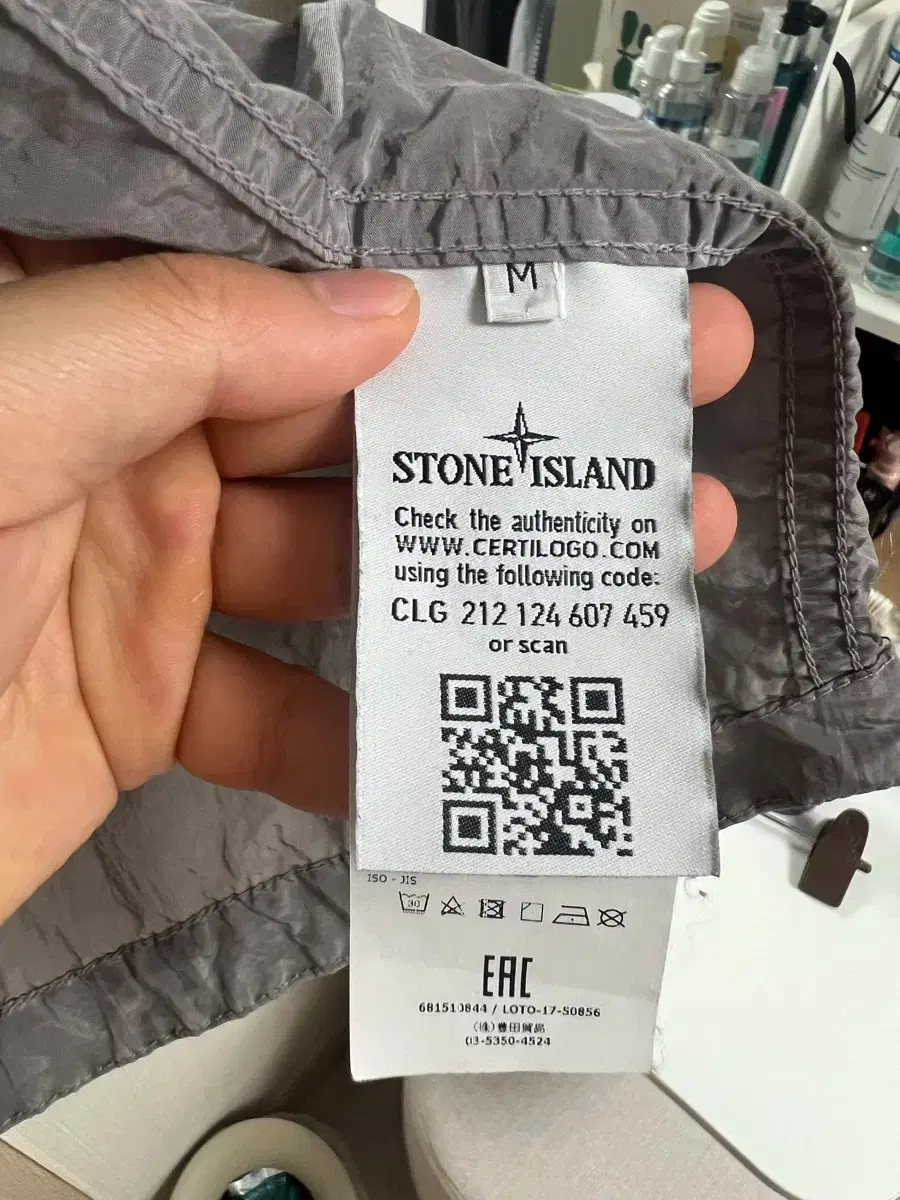 M
STONE ISLAND
Check the authenticity on
WWW.CERTILOGO.COM
using the following code:
CLG 212 124 607 459
or scan
ISO - JIS
30
EAC
681510844 / LOTO-17-50856
(株)豊田貿易
03-5350-4524